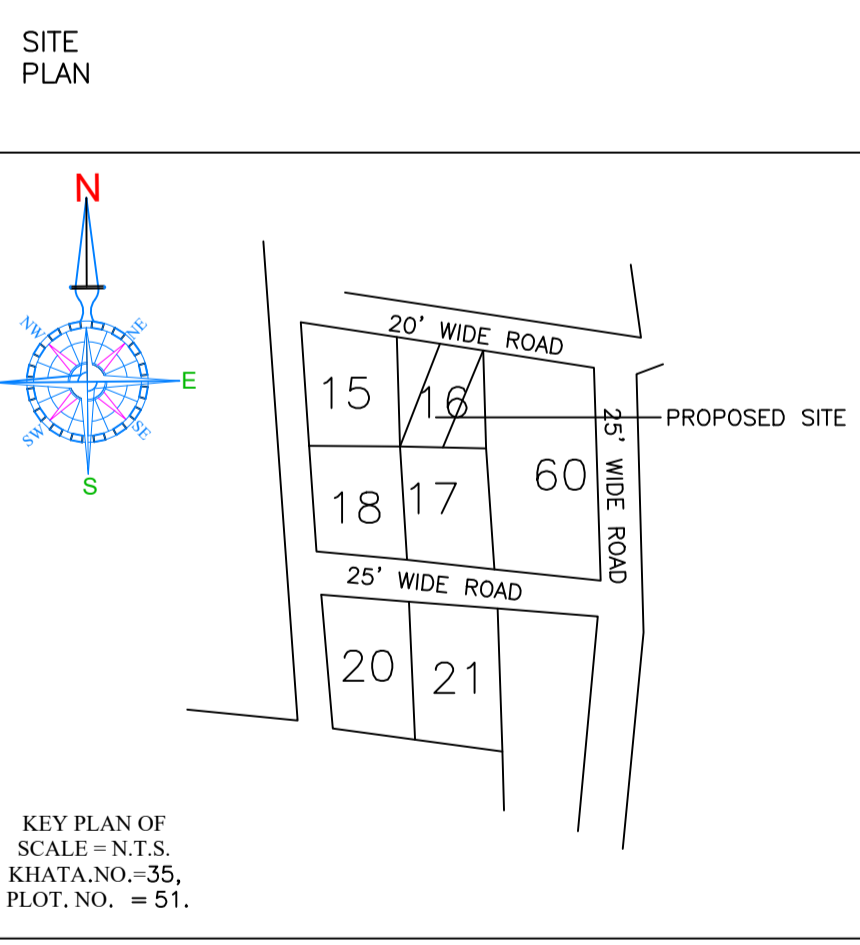 SITE
PLAN
N
NW
NE
E
SW
SE
S
20' WIDE ROAD
15
16
PROPOSED SITE
25' WIDE ROAD
60
18
17
25' WIDE ROAD
20
21
KEY PLAN OF
SCALE = N.T.S.
KHATA.NO.=35,
PLOT. NO. = 51.